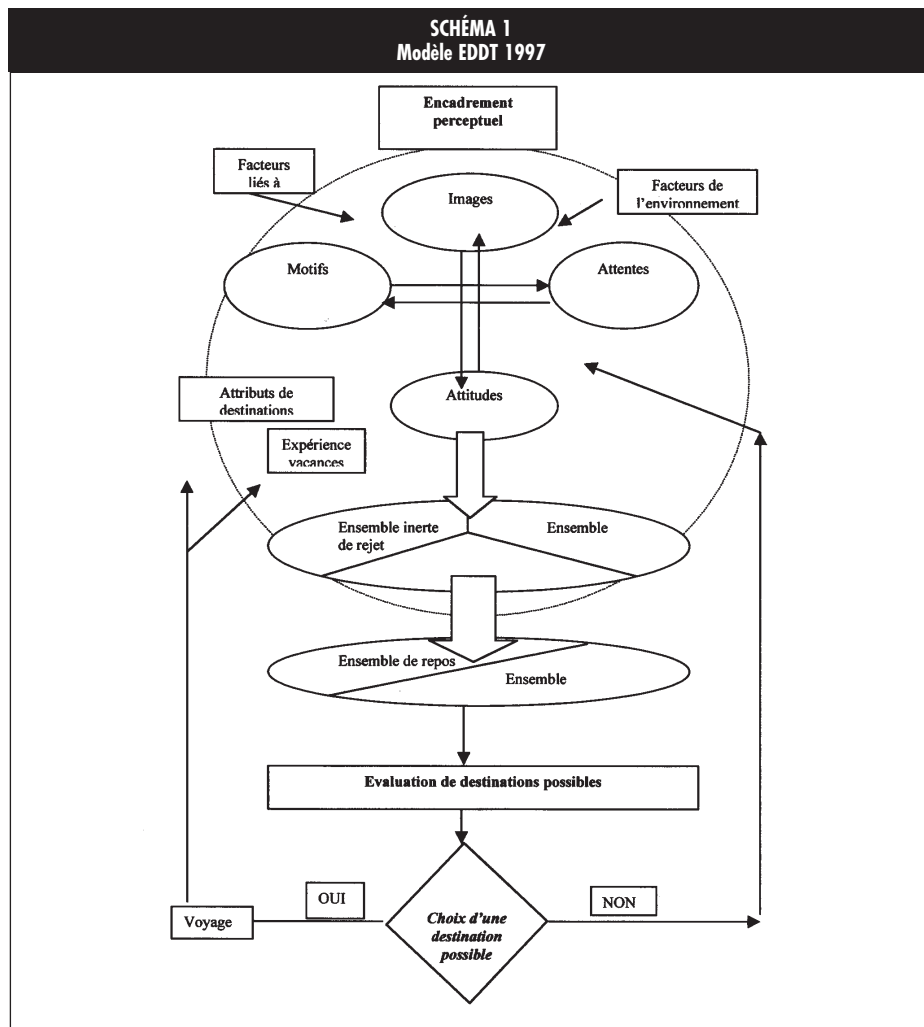 SCHÉMA 1
Modèle EDDT 1997
Encadrement
perceptuel
Facteurs
liés à
Images
Facteurs de
l'environnement
Motifs
Attentes
Attributs de
destinations
Attitudes
Expérience
vacances
Ensemble inerte
de rejet
Ensemble
Ensemble de repos
Ensemble
Evaluation de destinations possibles
OUI
NON
Voyage
Choix d'une
destination
possible